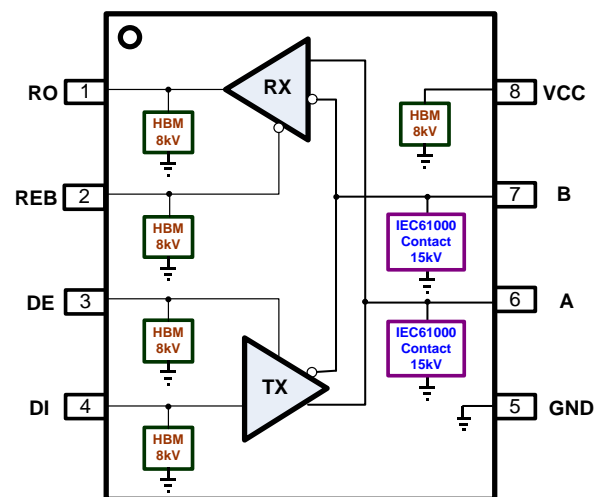 RO 1
HBM
8kV
RX
HBM
8kV
8 VCC
REB 2
HBM
8kV
7 B
IEC61000
Contact
15kV
DE 3
HBM
8kV
6 A
IEC61000
Contact
15kV
TX
DI 4
HBM
8kV
5 GND